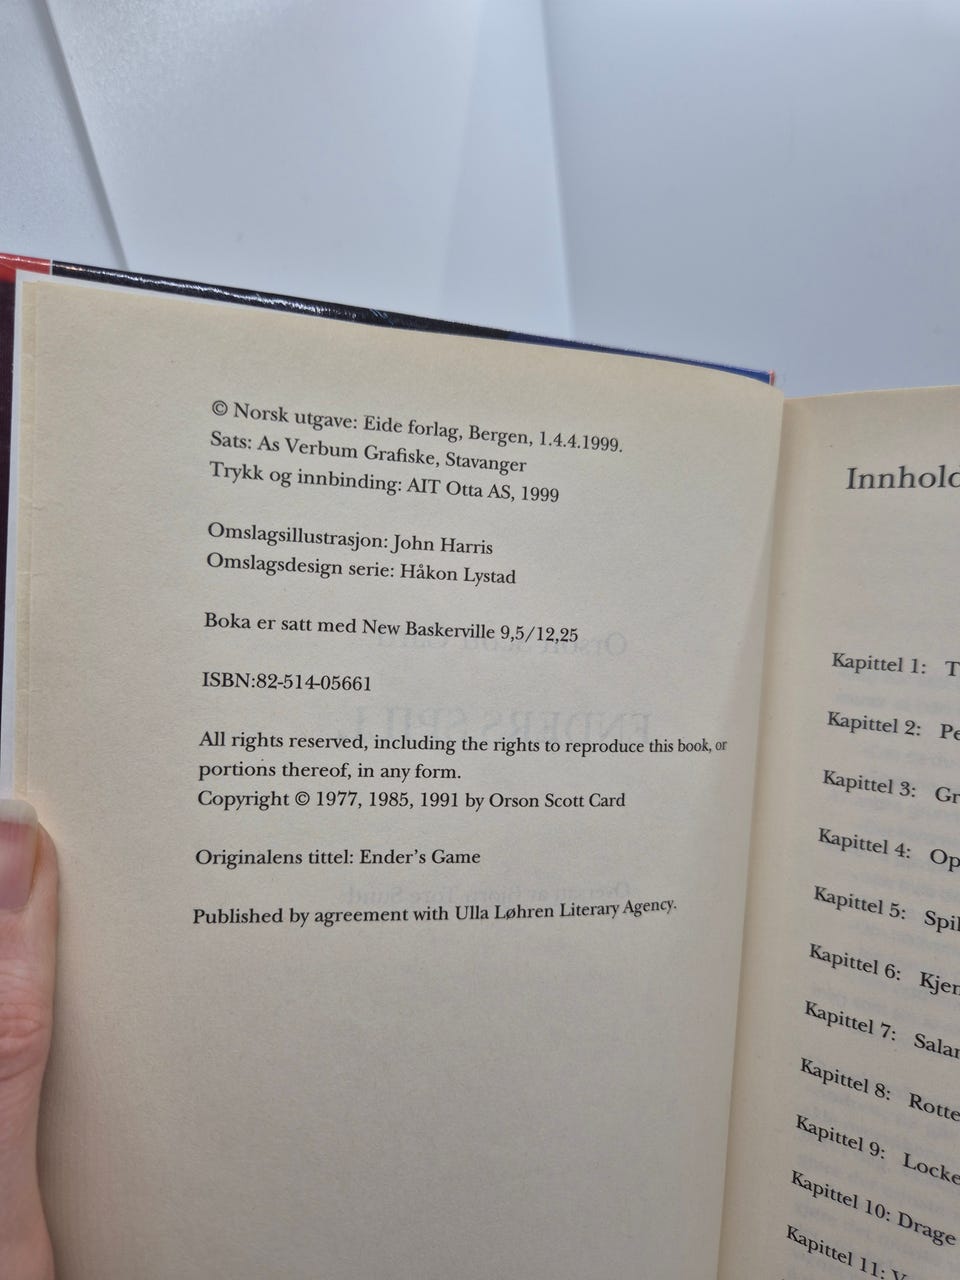 © Norsk utgave: Eide forlag, Bergen, 1.4.4.1999.
Sats: As Verbum Grafiske, Stavanger
Trykk og innbinding: AIT Otta AS, 1999
Omslagsillustrasjon: John Harris
Omslagsdesign serie: Håkon Lystad
Boka er satt med New Baskerville 9,5/12,25
ISBN:82-514-05661
All rights reserved, including the rights to reproduce this book, or
portions thereof, in any form.
Copyright © 1977, 1985, 1991 by Orson Scott Card
Originalens tittel: Ender's Game
Published by agreement with Ulla Løhren Literary Agency.
Innhold
Kapittel 1:
Kapittel 2:
Kapittel 3:
Kapittel 4:
Kapittel 5:
Kapittel 6:
Kapittel 7:
Kapittel 8:
Kapittel 9:
Kapittel 10: Drage
Kapittel 11: